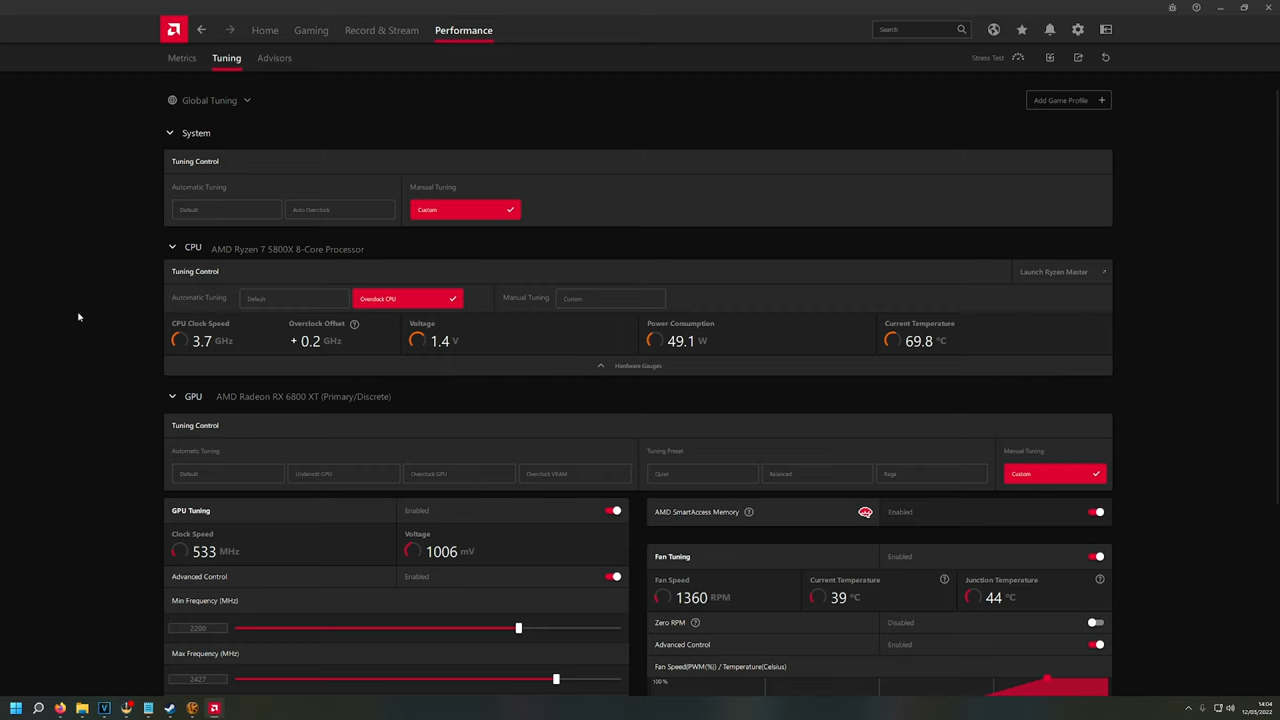 Home Gaming Record & Stream Performance Search
Metrics Tuning Advisors Stress Test
Global Tuning Add Game Profile
System
Tuning Control
Automatic Tuning Manual Tuning
Default Auto Overclock Custom
CPU AMD Ryzen 7 5800X 8-Core Processor
Tuning Control Launch Ryzen Master
Automatic Tuning Default Overclock CPU Manual Tuning Custom
CPU Clock Speed Overclock Offset Voltage Power Consumption Current Temperature
3.7 GHz + 0.2 GHz 1.4 V 49.1 W 69.8 °C
Hardware Gauges
GPU AMD Radeon RX 6800 XT (Primary/Discrete)
Tuning Control
Automatic Tuning Tuning Preset Manual Tuning
Default Undervolt GPU Overclock GPU Overclock VRAM Quiet Balanced Rage Custom
GPU Tuning Enabled
Clock Speed Voltage
533 MHz 1006 mV
Advanced Control Enabled
Min Frequency (MHz)
2200
Max Frequency (MHz)
2427
AMD SmartAccess Memory Enabled
Fan Tuning Enabled
Fan Speed Current Temperature Junction Temperature
1360 RPM 39 °C 44 °C
Zero RPM Disabled
Advanced Control Enabled
Fan Speed(PWM(%)) / Temperature(Celsius)
100 %
14:04
12/03/2022